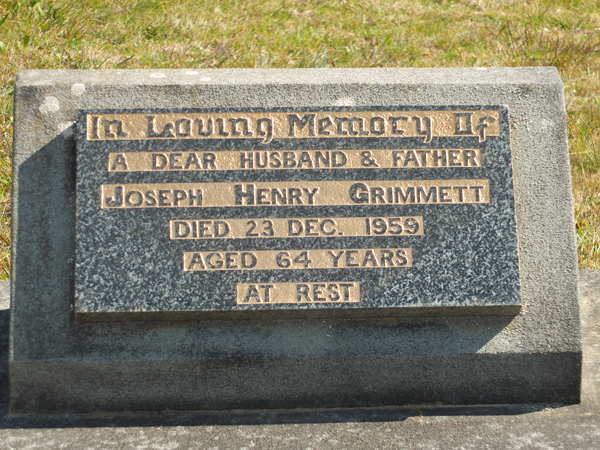 In Loving Memory Of
A DEAR HUSBAND & FATHER
JOSEPH HENRY GRIMMETT
DIED 23 DEC. 1959
AGED 64 YEARS
AT REST